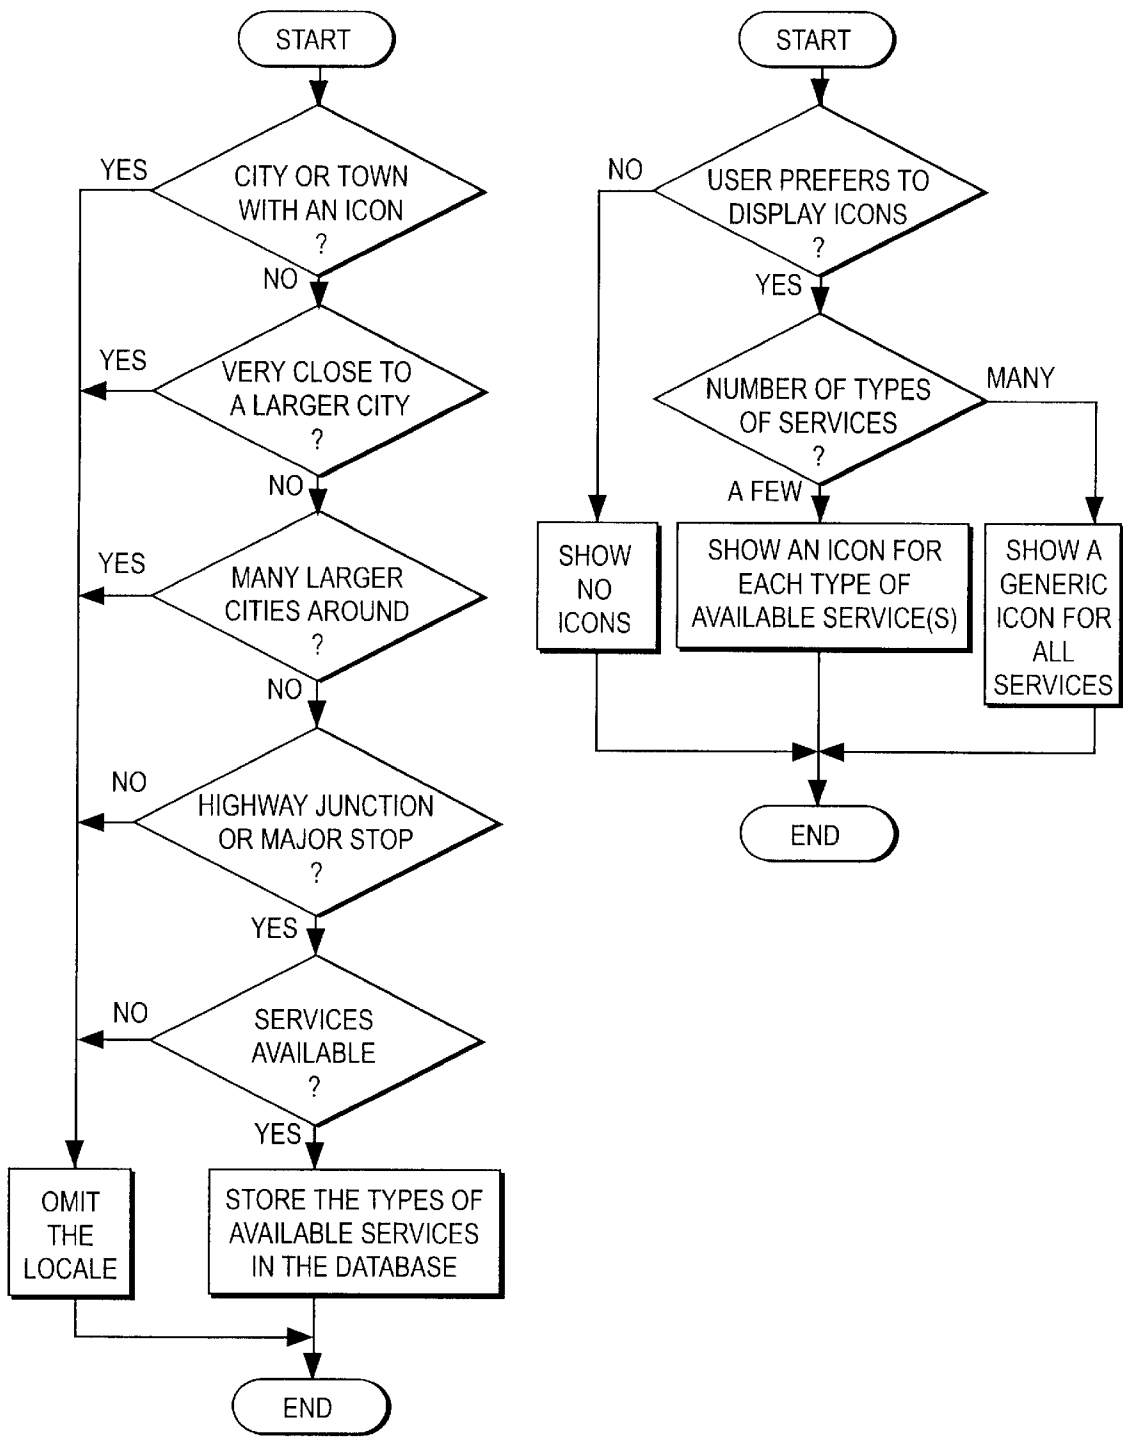 START
YES
CITY OR TOWN
WITH AN ICON
?
NO
YES
VERY CLOSE TO
A LARGER CITY
?
NO
YES
MANY LARGER
CITIES AROUND
?
NO
NO
HIGHWAY JUNCTION
OR MAJOR STOP
?
YES
NO
SERVICES
AVAILABLE
?
YES
OMIT
THE
LOCALE
STORE THE TYPES OF
AVAILABLE SERVICES
IN THE DATABASE
END
START
NO
USER PREFERS TO
DISPLAY ICONS
?
YES
NUMBER OF TYPES
OF SERVICES
?
MANY
A FEW
SHOW
NO
ICONS
SHOW AN ICON FOR
EACH TYPE OF
AVAILABLE SERVICE(S)
SHOW A
GENERIC
ICON FOR
ALL
SERVICES
END